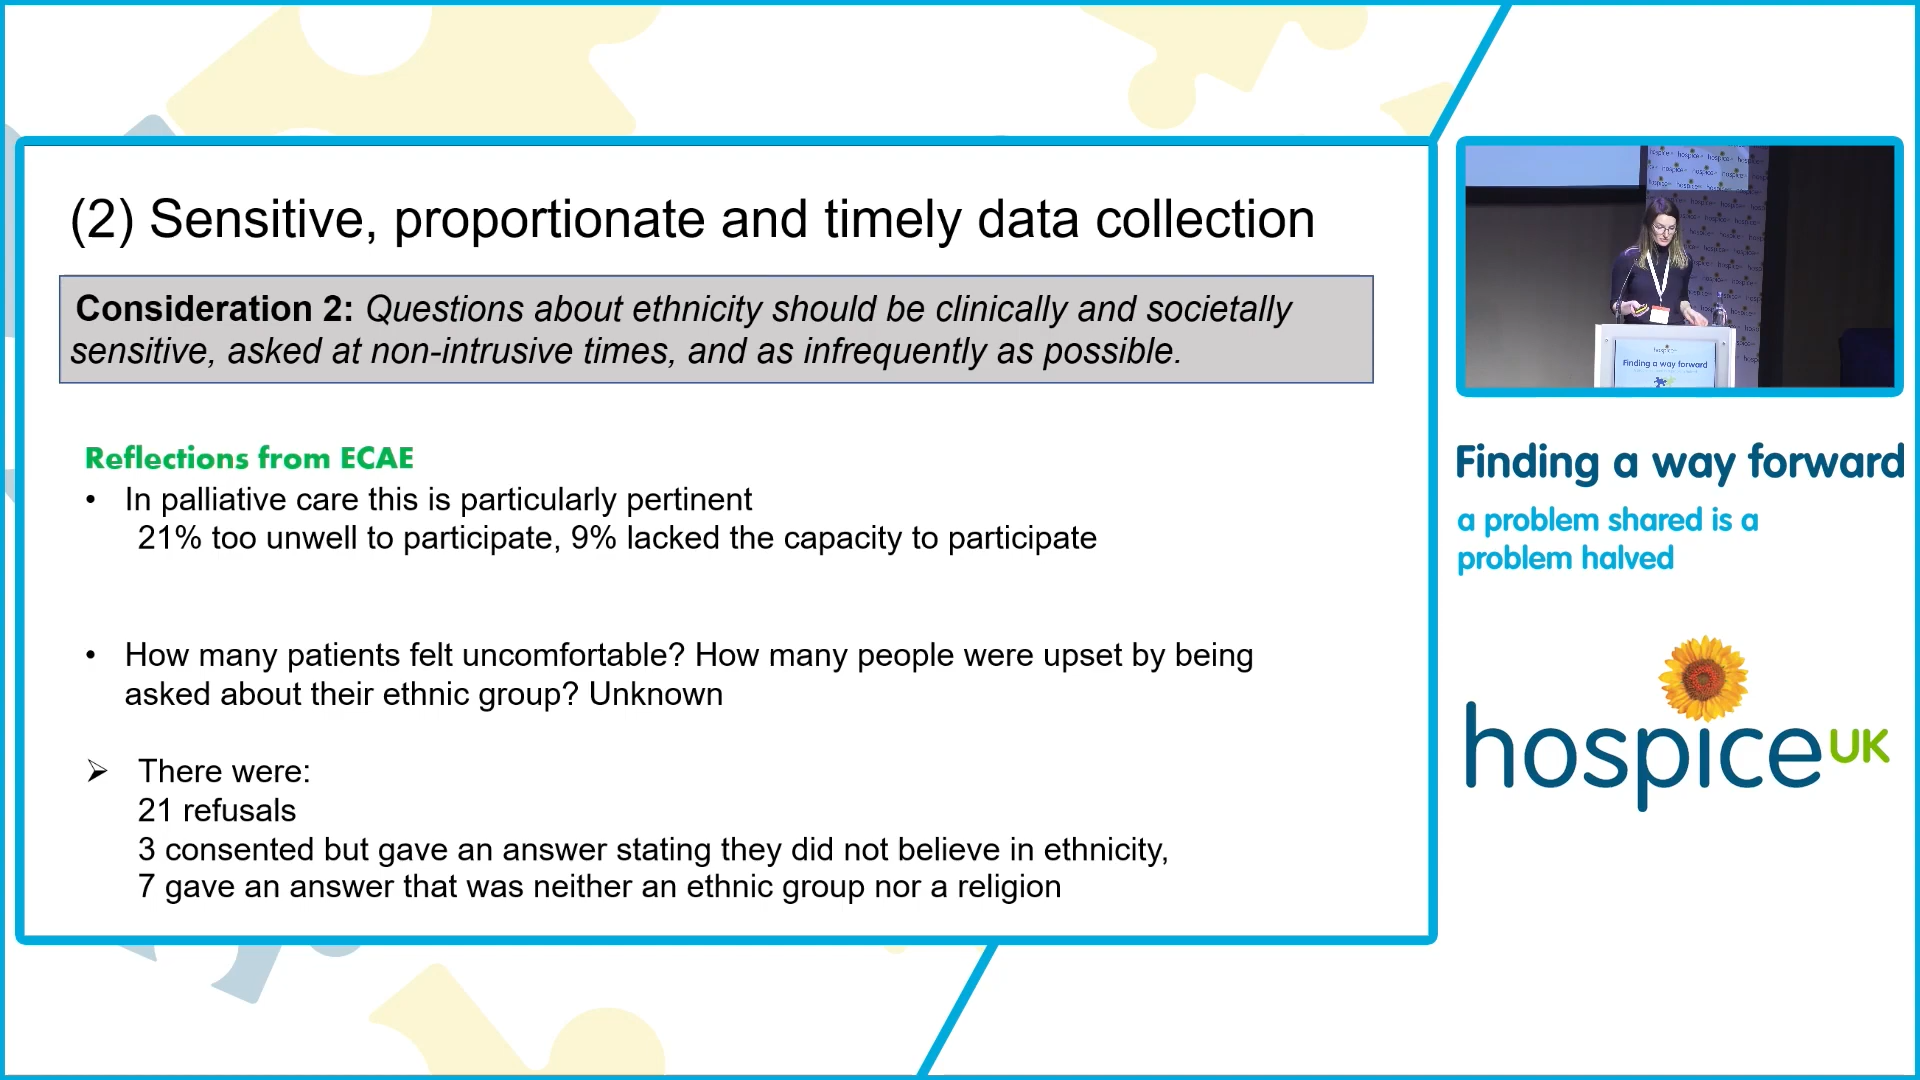 (2) Sensitive, proportionate and timely data collection
Consideration 2: Questions about ethnicity should be clinically and societally
sensitive, asked at non-intrusive times, and as infrequently as possible.
Reflections from ECAE
• In palliative care this is particularly pertinent
21% too unwell to participate, 9% lacked the capacity to participate
• How many patients felt uncomfortable? How many people were upset by being
asked about their ethnic group? Unknown
➢ There were:
21 refusals
3 consented but gave an answer stating they did not believe in ethnicity,
7 gave an answer that was neither an ethnic group nor a religion
hospice
Finding a way forward
Finding a way forward
a problem shared is a
problem halved
hospice UK